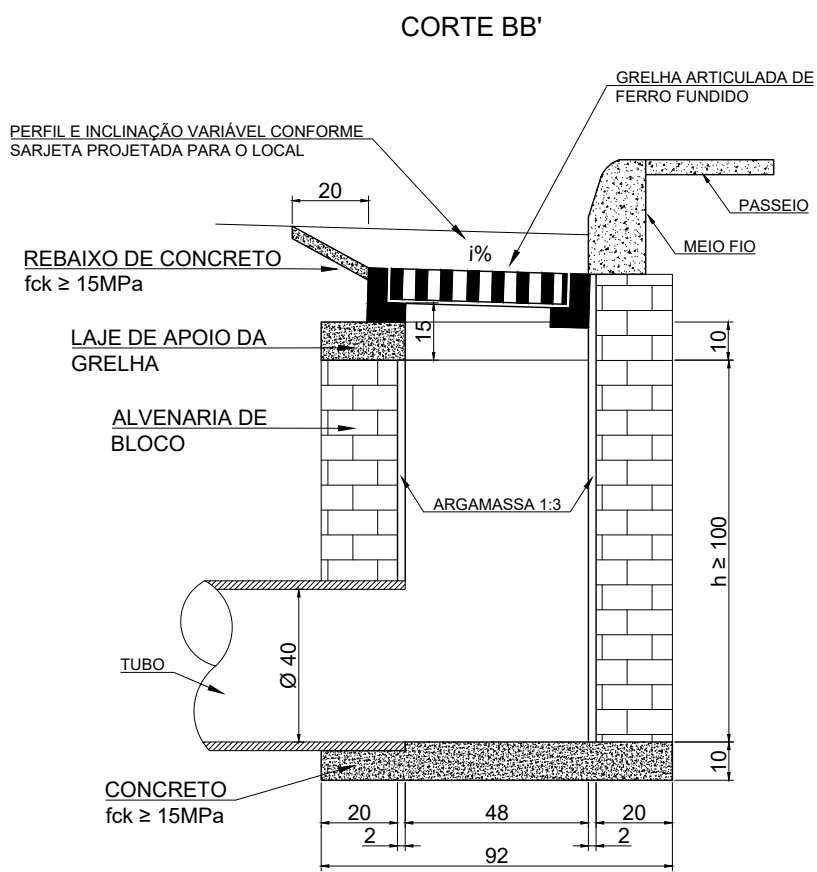 CORTE BB'
GRELHA ARTICULADA DE
FERRO FUNDIDO
PERFIL E INCLINAÇÃO VARIÁVEL CONFORME
SARJETA PROJETADA PARA O LOCAL
20
PASSEIO
i%
MEIO FIO
REBAIXO DE CONCRETO
fck ≥ 15MPa
15
10
LAJE DE APOIO DA
GRELHA
ALVENARIA DE
BLOCO
ARGAMASSA 1:3
h ≥ 100
TUBO
Ø 40
10
CONCRETO
fck ≥ 15MPa
20
48
20
2
2
92